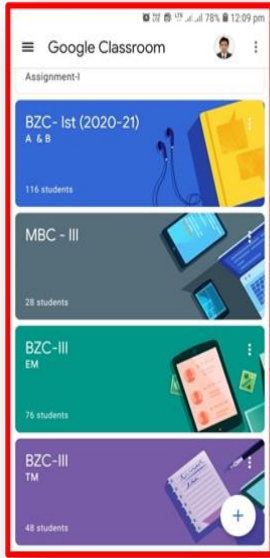 78% 12:09 pm
Google Classroom
Assignment-I
BZC- Ist (2020-21)
A & B
116 students
MBC - III
28 students
BZC-III
EM
76 students
BZC-III
TM
48 students